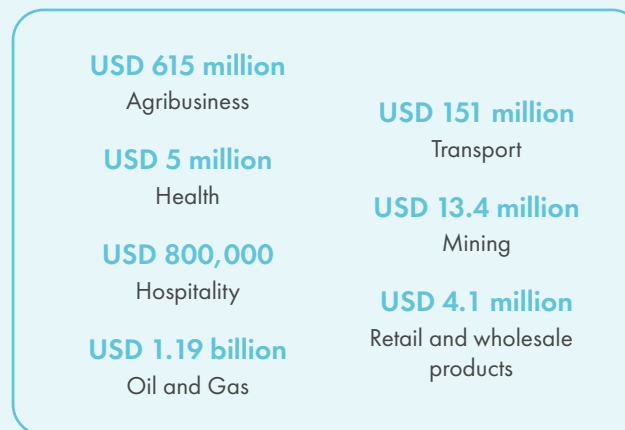 USD 615 million
Agribusiness
USD 5 million
Health
USD 800,000
Hospitality
USD 1.19 billion
Oil and Gas
USD 151 million
Transport
USD 13.4 million
Mining
USD 4.1 million
Retail and wholesale
products